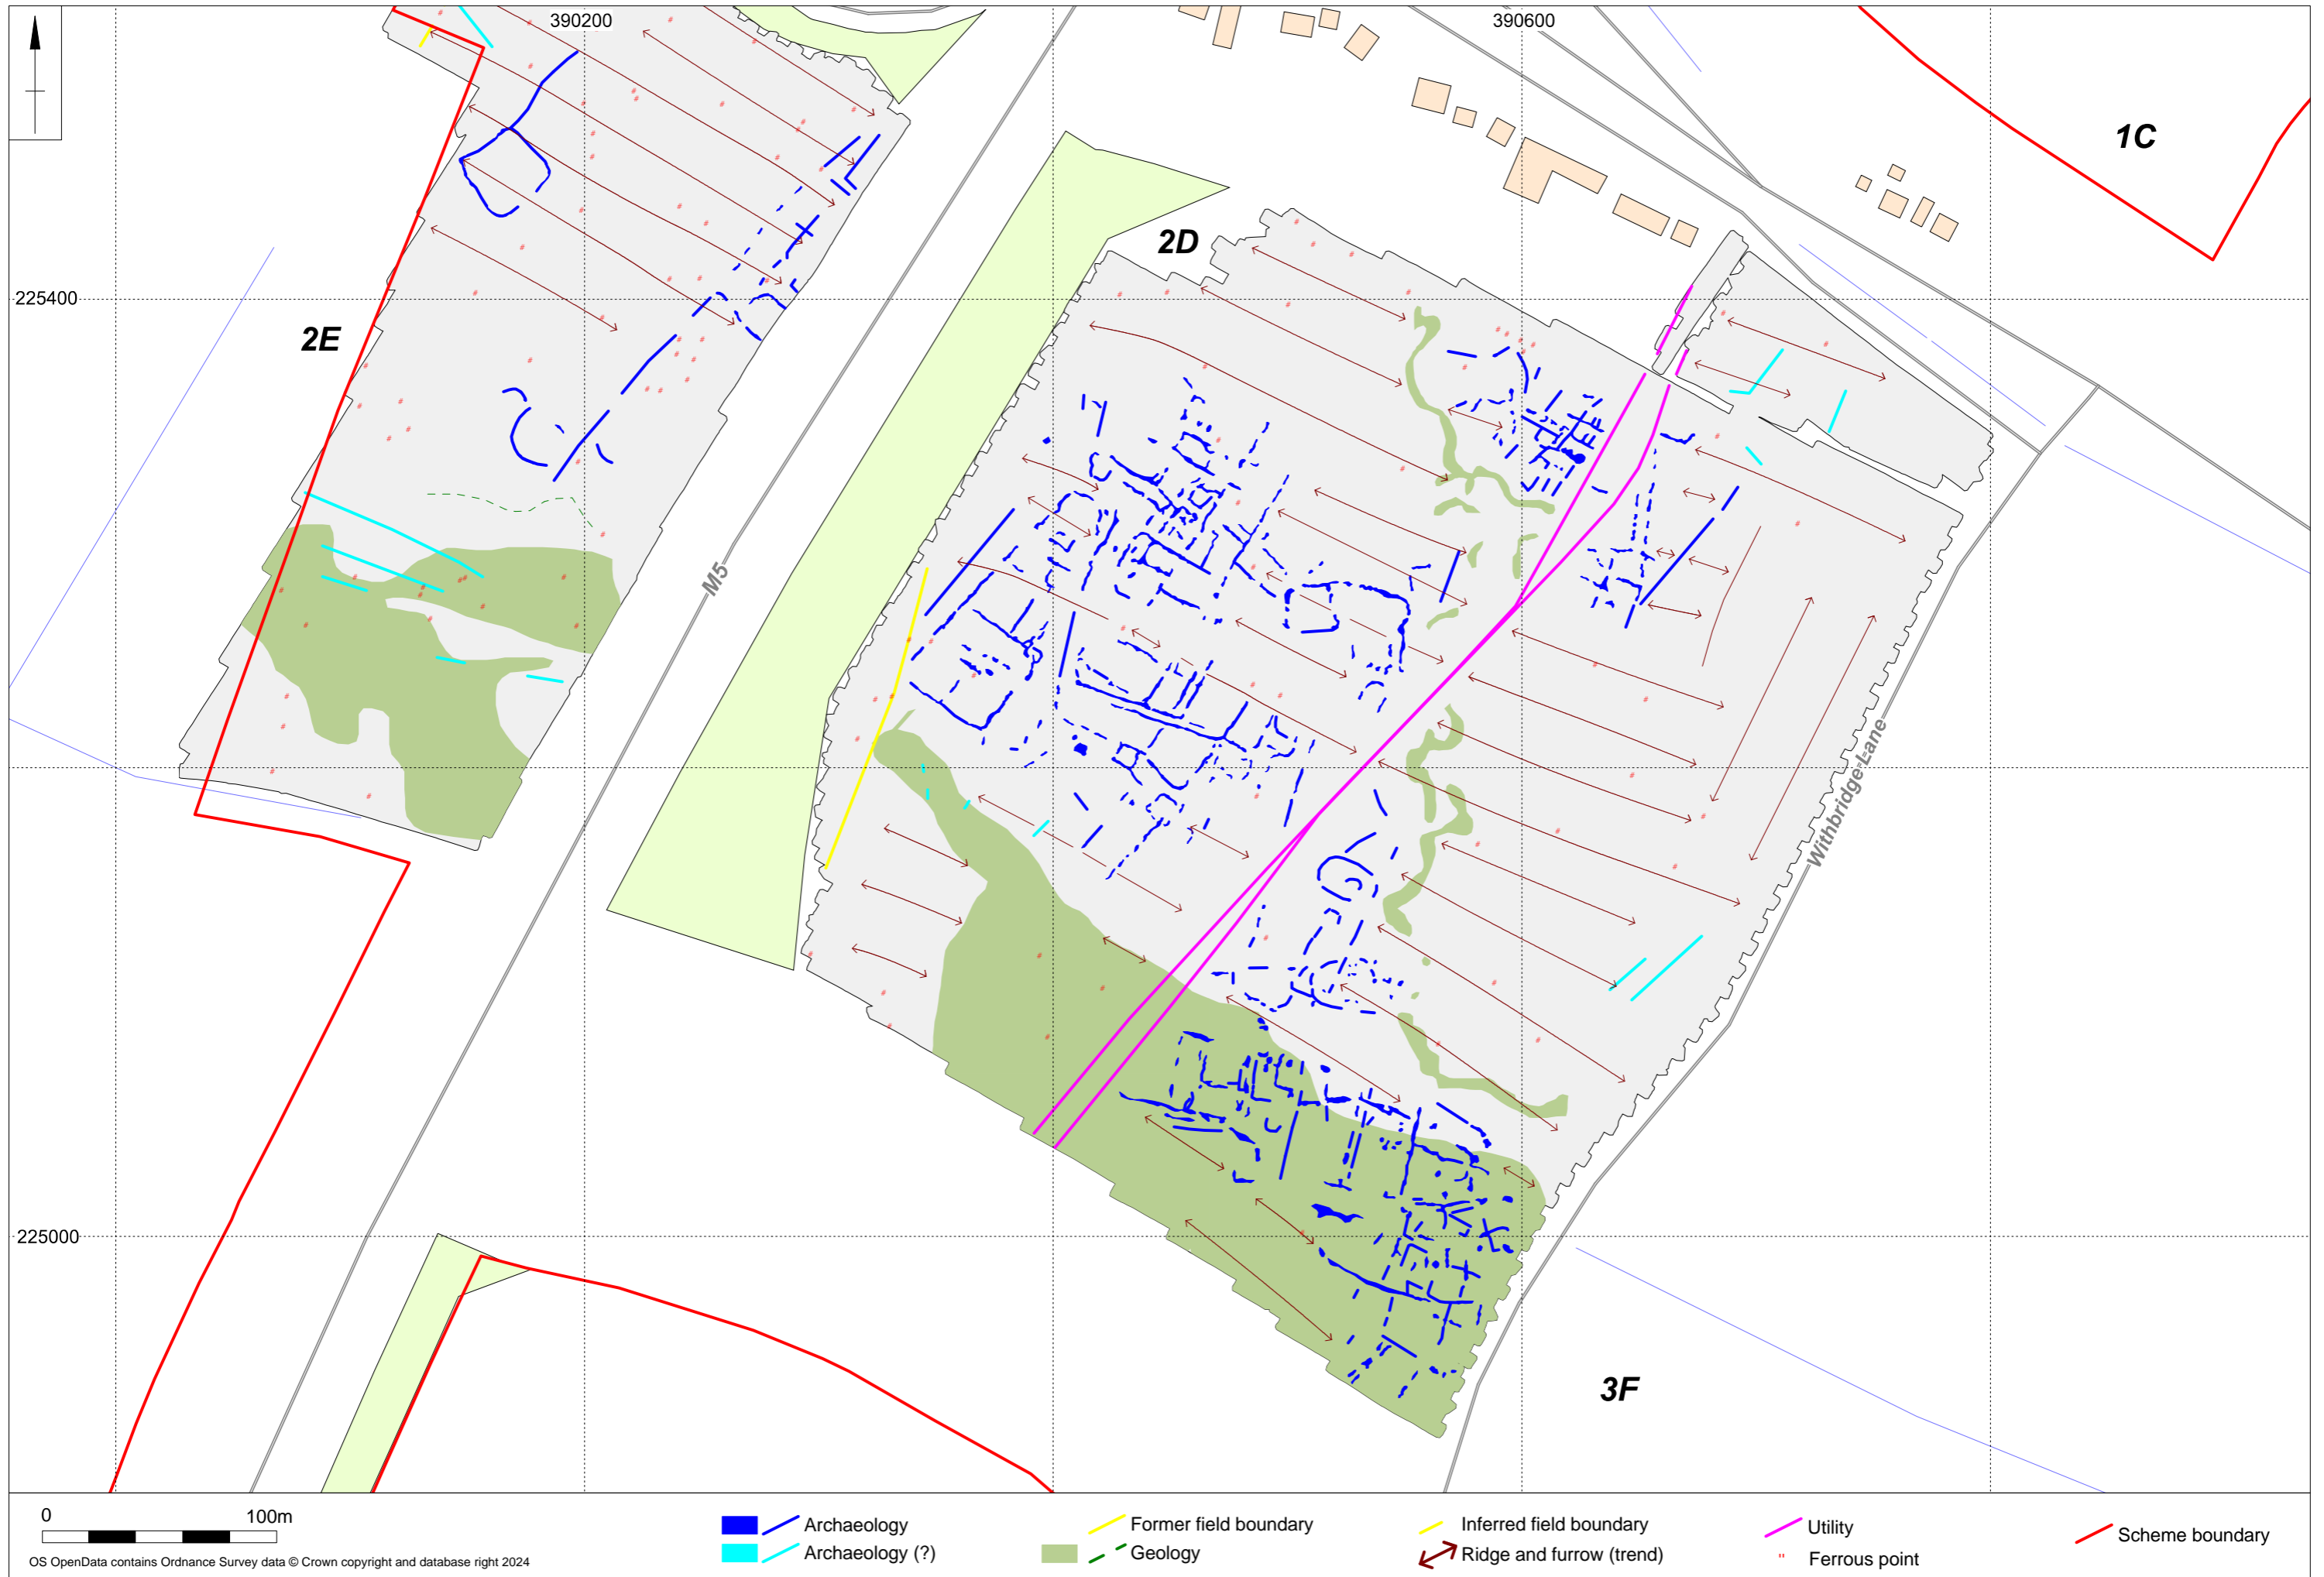 390200
390600
1C
2D
225400
2E
M5
Withbridge Lane
225000
3F
0
100m
Archaeology
Archaeology (?)
Former field boundary
Geology
Inferred field boundary
Ridge and furrow (trend)
Utility
Ferrous point
Scheme boundary
OS OpenData contains Ordnance Survey data © Crown copyright and database right 2024